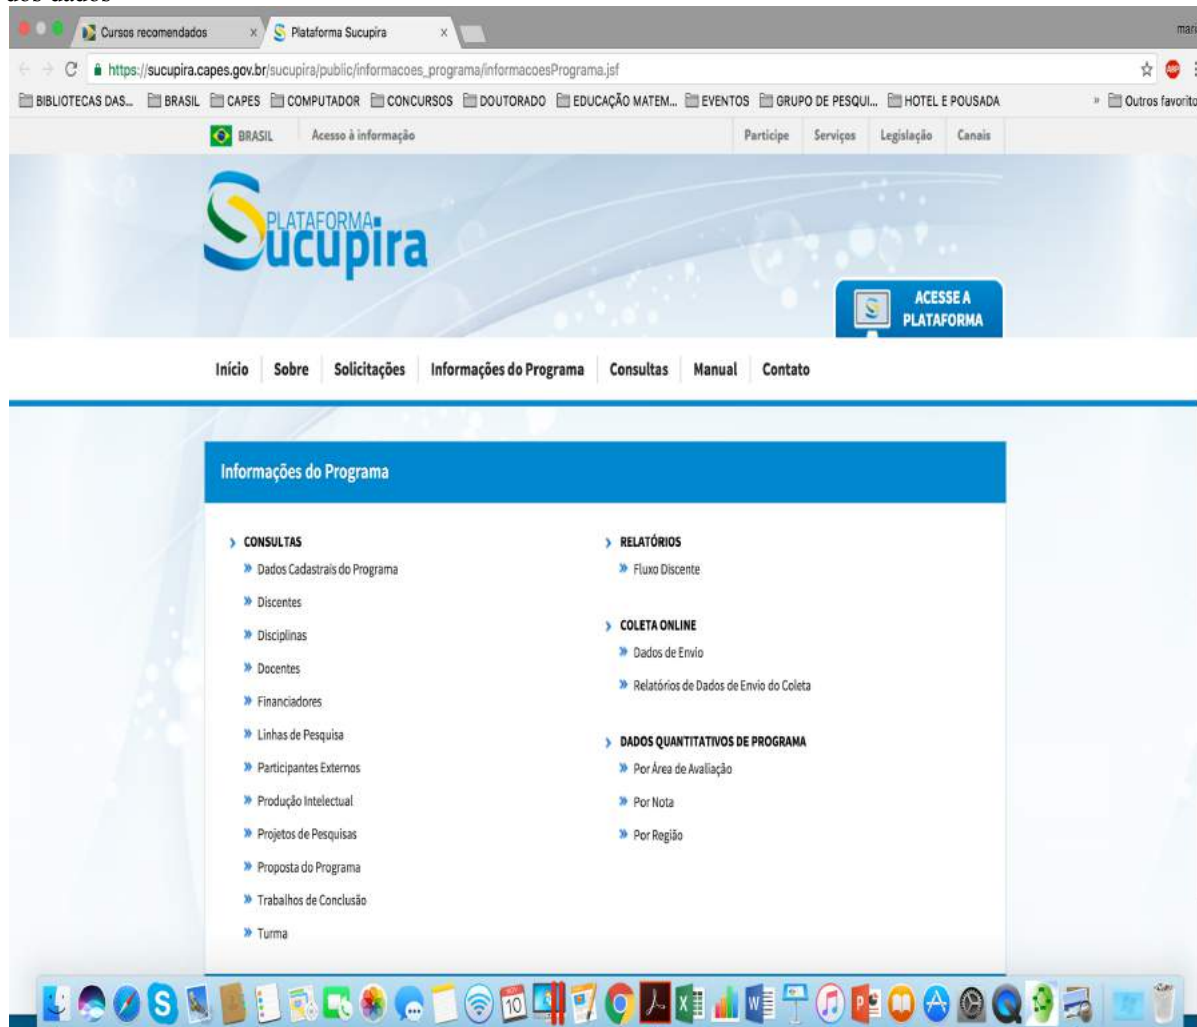 dos dados
Cursos recomendados × Plataforma Sucupira ×
https://sucupira.capes.gov.br/sucupira/public/informacoes_programa/informacoesPrograma.jsf
BIBLIOTECAS DAS... BRASIL CAPES COMPUTADOR CONCURSOS DOUTORADO EDUCAÇÃO MATEM... EVENTOS GRUPO DE PESQUI... HOTEL E POUSADA » Outros favorito
BRASIL Acesso à informação Participe Serviços Legislação Canais
PLATAFORMA
Sucupira
ACESSE A
PLATAFORMA
Início Sobre Solicitações Informações do Programa Consultas Manual Contato
Informações do Programa
CONSULTAS
Dados Cadastrais do Programa
Discentes
Disciplinas
Docentes
Financiadores
Linhas de Pesquisa
Participantes Externos
Produção Intelectual
Projetos de Pesquisas
Proposta do Programa
Trabalhos de Conclusão
Turma
RELATÓRIOS
Fluxo Discente
COLETA ONLINE
Dados de Envio
Relatórios de Dados de Envio do Coleta
DADOS QUANTITATIVOS DE PROGRAMA
Por Área de Avaliação
Por Nota
Por Região
10